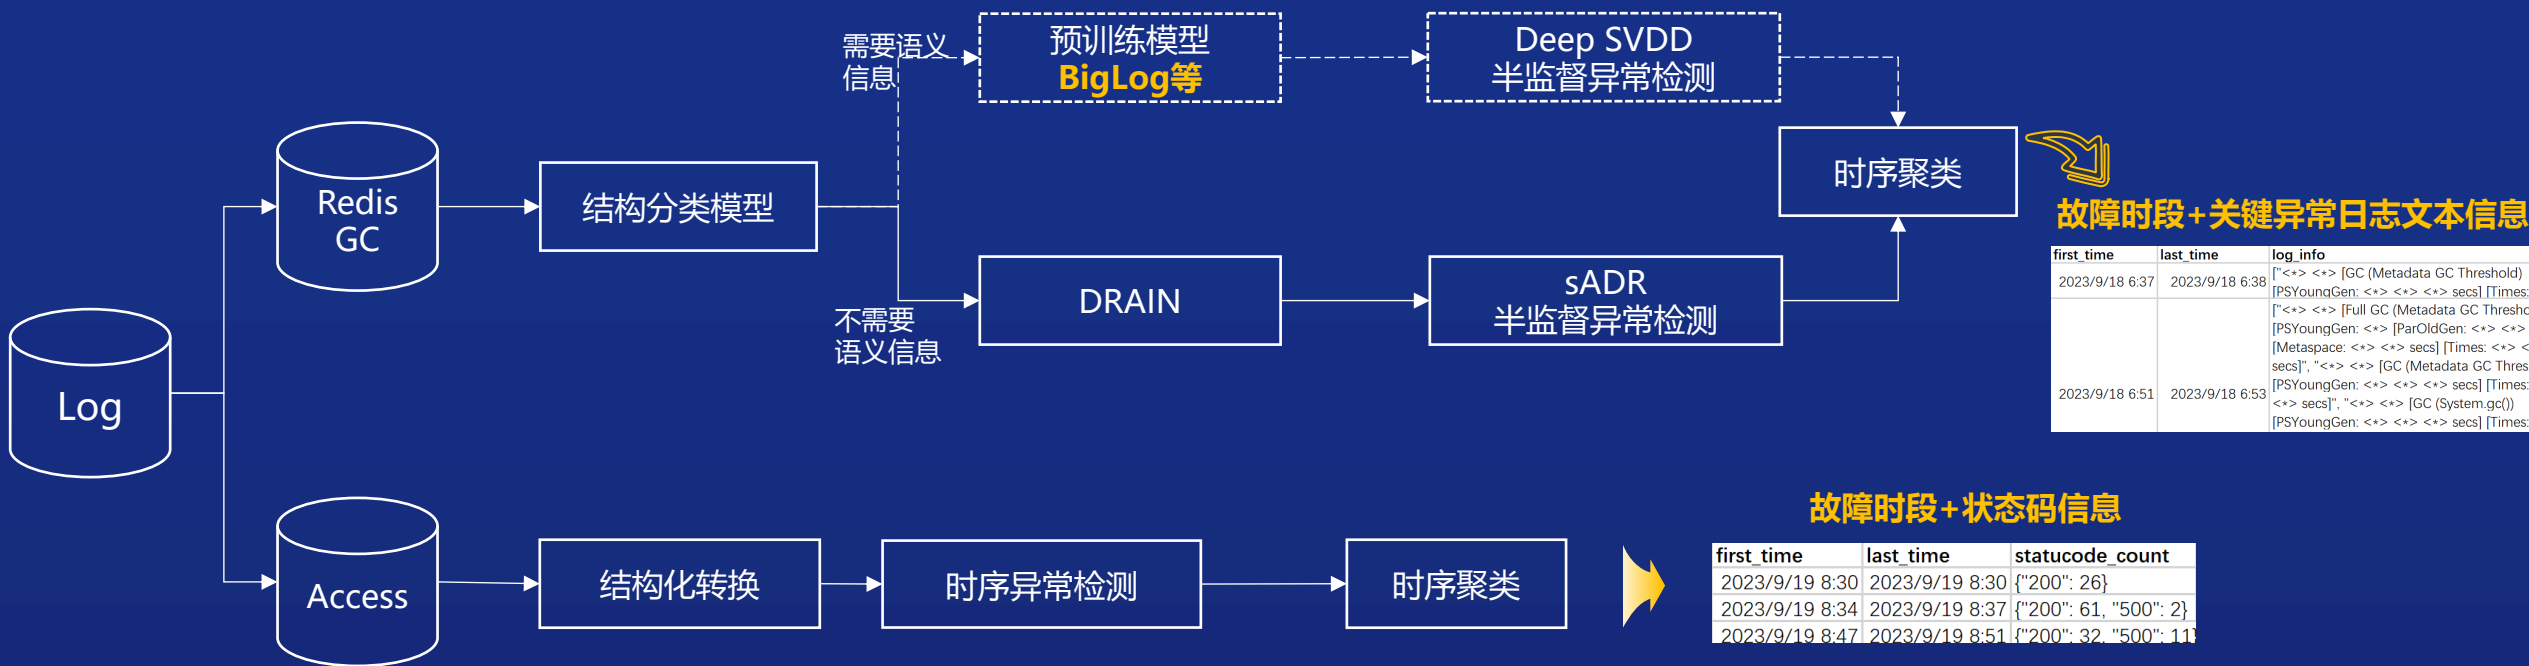 需要语义
信息
预训练模型
BigLog等
Deep SVDD
半监督异常检测
Redis
GC
结构分类模型
时序聚类
故障时段+关键异常日志文本信息
first_time last_time log_info
2023/9/18 6:37 2023/9/18 6:38 ["<*> <*> [GC (Metadata GC Threshold)
[PSYoungGen: <*> <*> <*> secs] [Times:
["<*> <*> [Full GC (Metadata GC Thresho
[PSYoungGen: <*> [ParOldGen: <*> <*>
[Metaspace: <*> <*> secs] [Times: <*> <
secs]", "<*> <*> [GC (Metadata GC Thres
2023/9/18 6:51 2023/9/18 6:53 [PSYoungGen: <*> <*> <*> secs] [Times:
<*> secs]", "<*> <*> [GC (System.gc())
[PSYoungGen: <*> <*> <*> secs] [Times:
DRAIN
sADR
半监督异常检测
不需要
语义信息
Log
Access
结构化转换
时序异常检测
时序聚类
故障时段+状态码信息
first_time last_time statucode_count
2023/9/19 8:30 2023/9/19 8:30 {"200": 26}
2023/9/19 8:34 2023/9/19 8:37 {"200": 61, "500": 2}
2023/9/19 8:47 2023/9/19 8:51 {"200": 32, "500": 11}